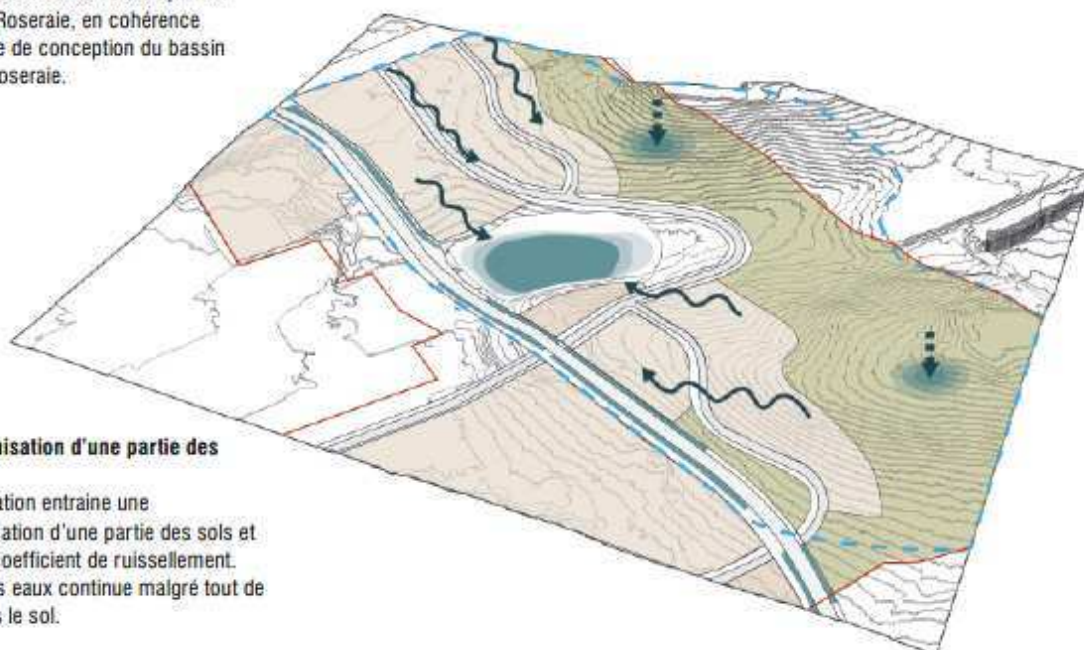 Roseraie, en cohérence
e de conception du bassin
oseraie.
nisation d'une partie des
ation entraine une
ation d'une partie des sols et
oefficient de ruissellement.
s eaux continue malgré tout de
s le sol.